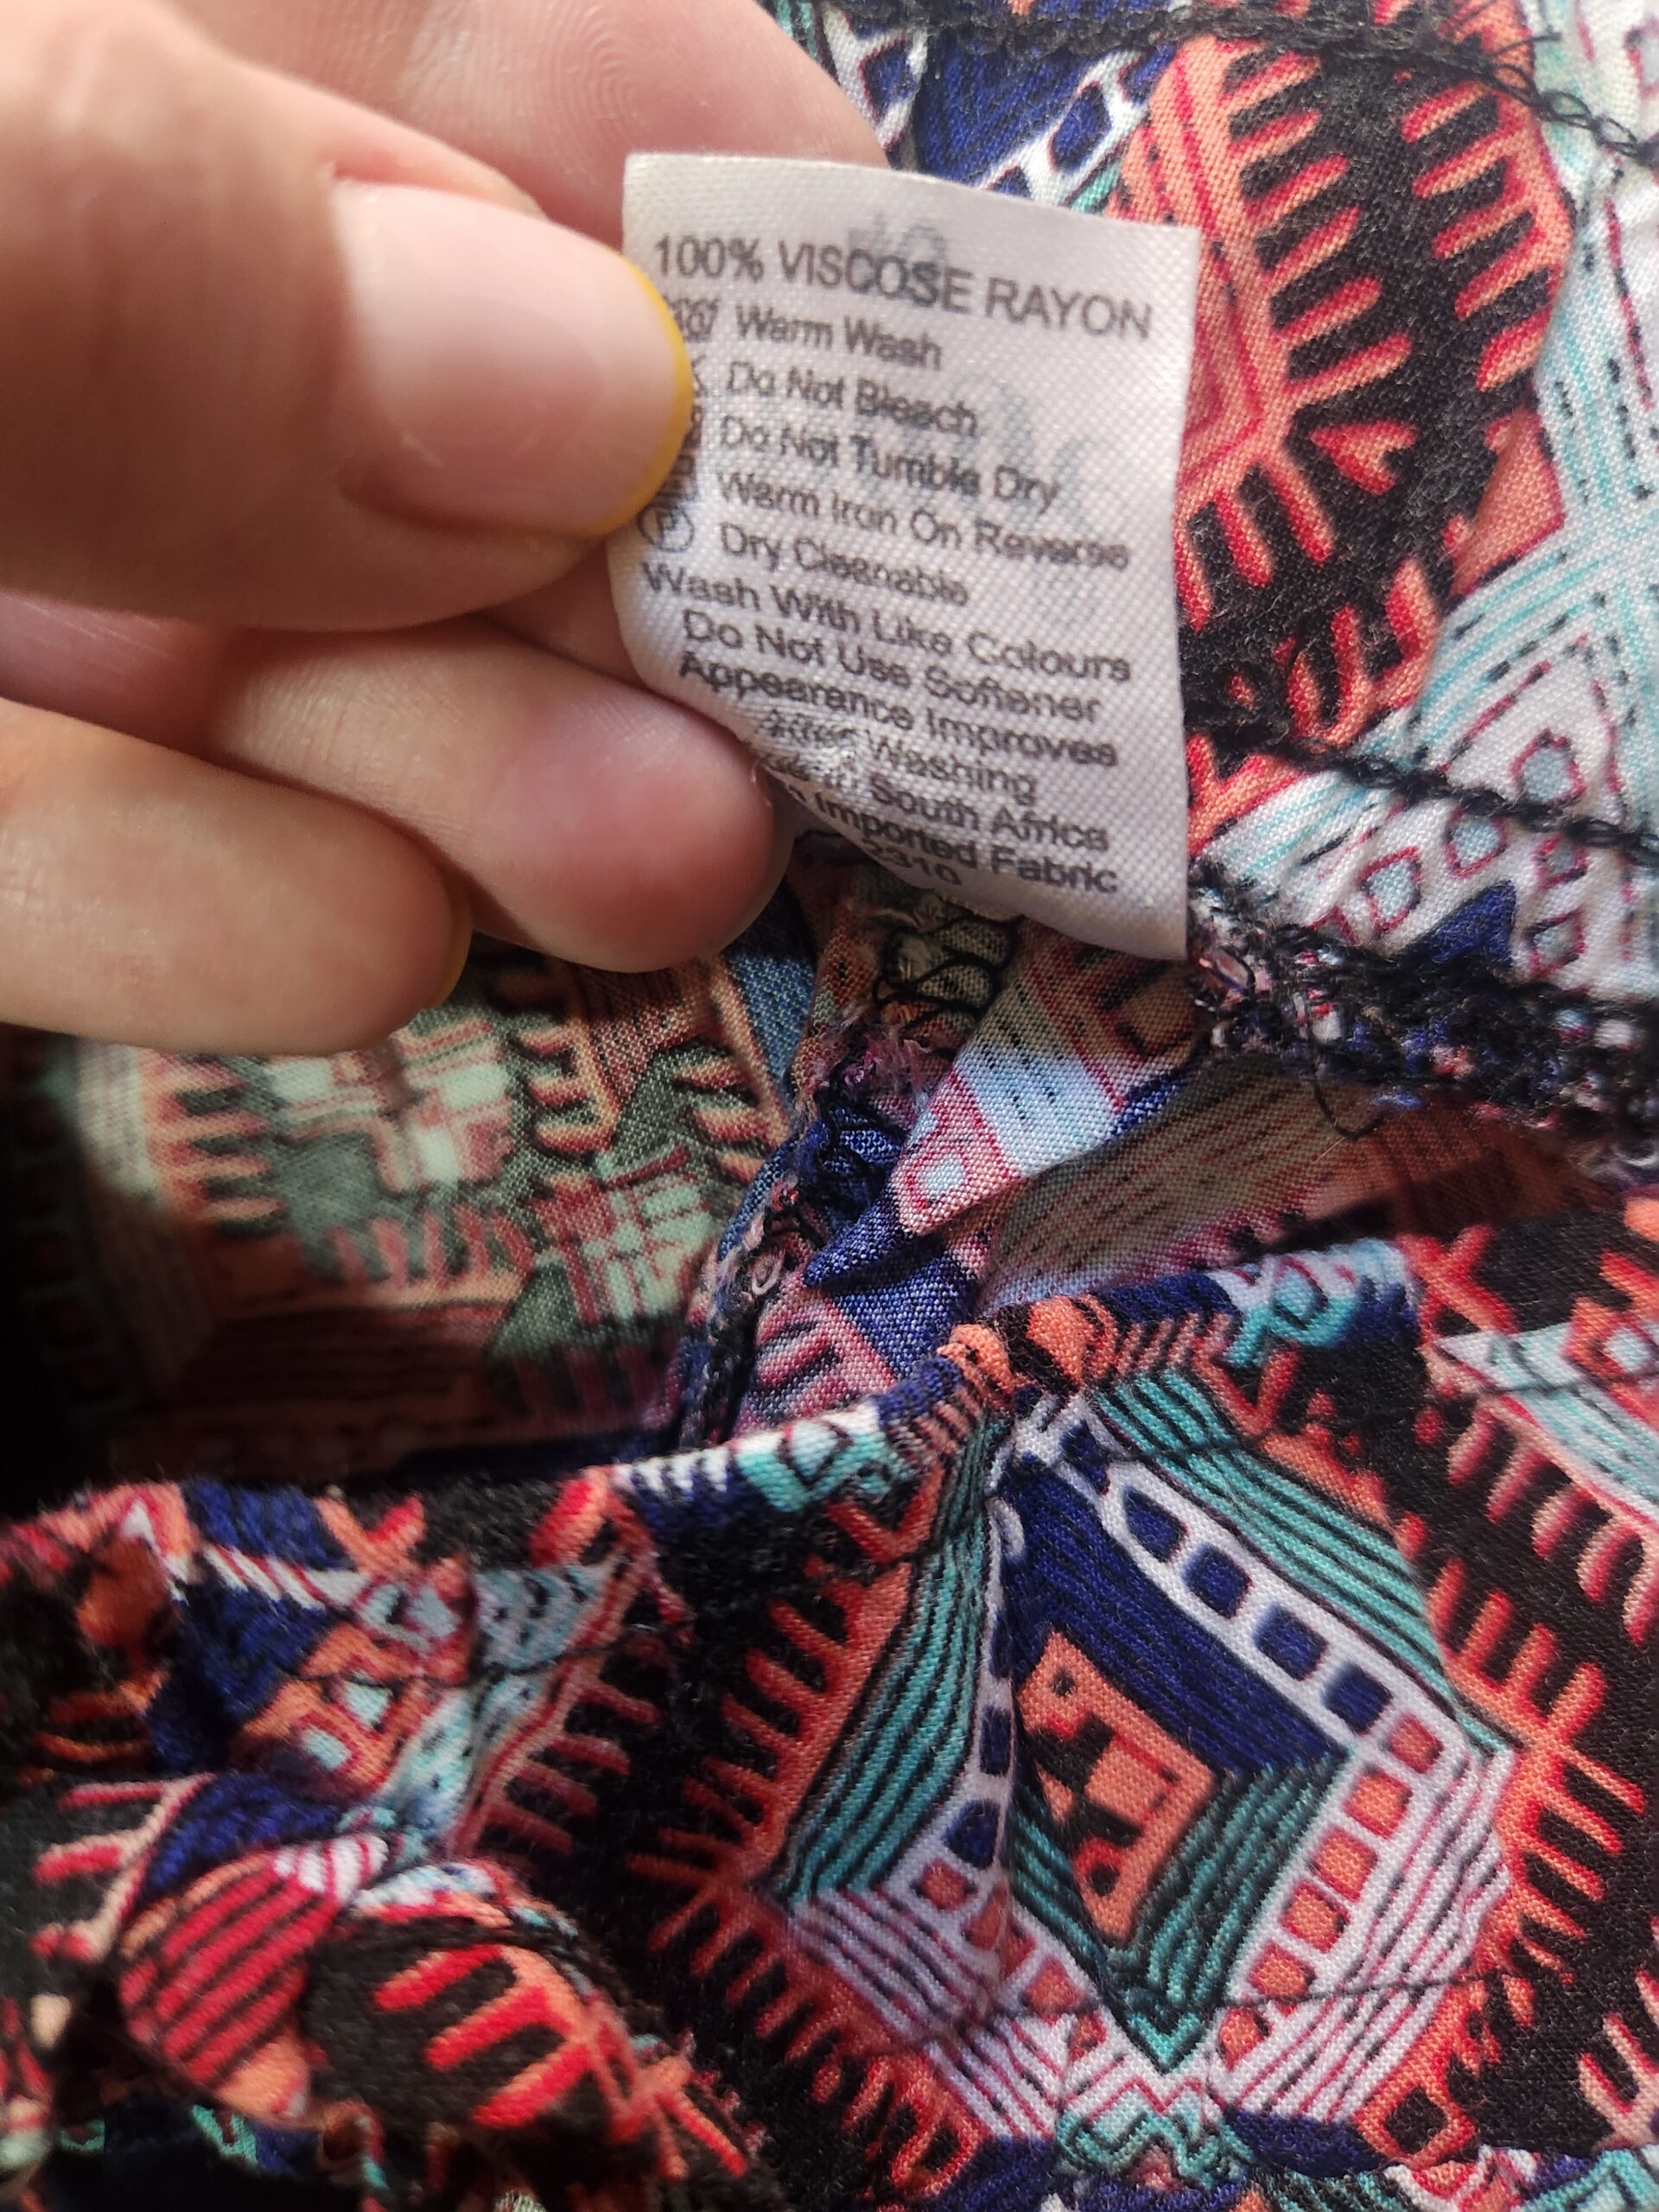 100% VISCOSE RAYON
Warm Wash
Do Not Bleach
Do Not Tumble Dry
Warm Iron On Reverse
P Dry Cleanable
Wash With Like Colours
Do Not Use Softener
Appearance Improves
Washing
South Africa
Imported Fabric